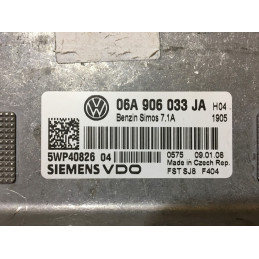 06A 906 033 JA H04
Benzin Simos 7.1A 1905
5WP40826 04
0575 09.01.08
Made in Czech Rep.
SIEMENS VDO
FST SJ8 F404